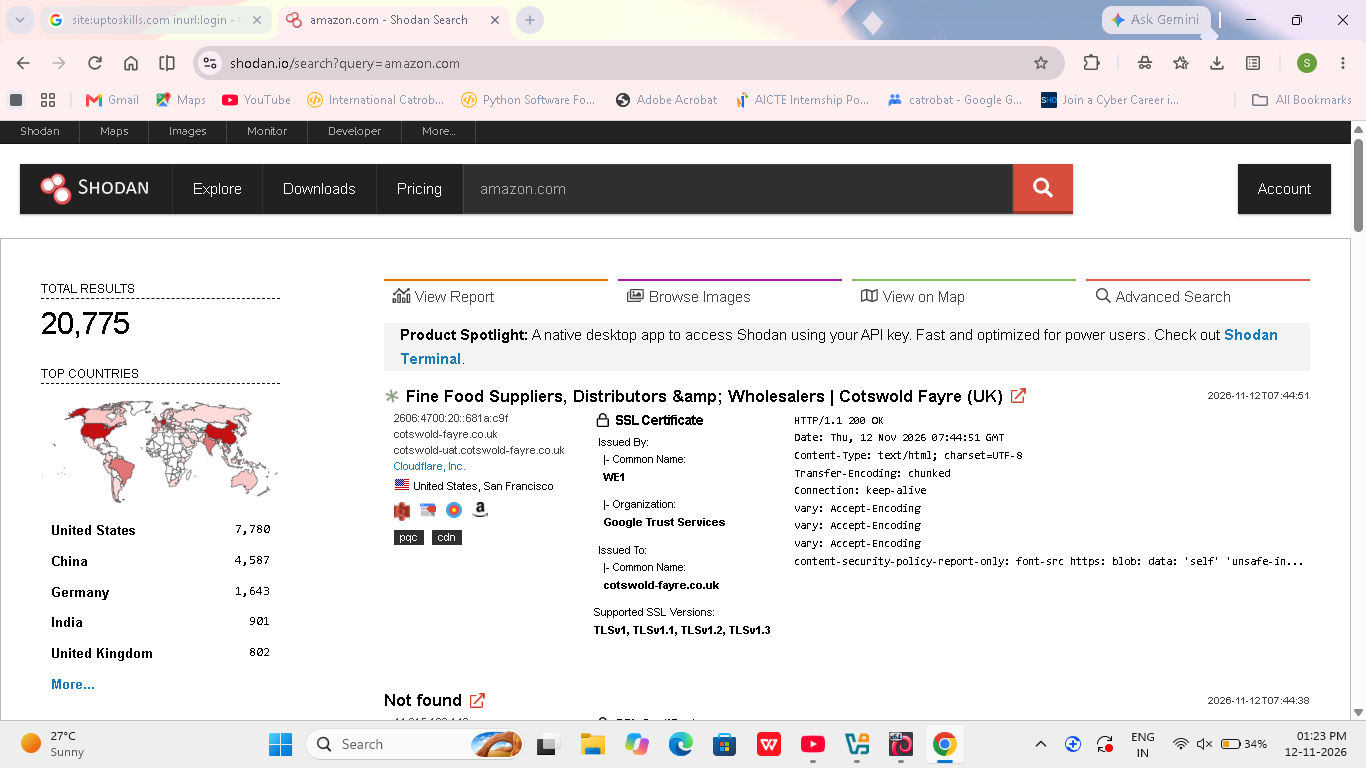 site:uptoskills.com inurl:login -
amazon.com - Shodan Search
Ask Gemini
shodan.io/search?query=amazon.com
S
Gmail
Maps
YouTube
International Catrob...
Python Software Fo...
Adobe Acrobat
AICTE Internship Po...
catrobat - Google G...
Join a Cyber Career i...
All Bookmarks
Shodan
Maps
Images
Monitor
Developer
More...
SHODAN
Explore
Downloads
Pricing
amazon.com
Account
TOTAL RESULTS
20,775
TOP COUNTRIES
United States 7,780
China 4,587
Germany 1,643
India 901
United Kingdom 802
More...
View Report
Browse Images
View on Map
Advanced Search
Product Spotlight: A native desktop app to access Shodan using your API key. Fast and optimized for power users. Check out Shodan
Terminal.
Fine Food Suppliers, Distributors &amp; Wholesalers | Cotswold Fayre (UK)
2026-11-12T07:44:51
2606:4700:20::681a:c9f
cotswold-fayre.co.uk
cotswold-uat.cotswold-fayre.co.uk
Cloudflare, Inc.
United States, San Francisco
pqc
cdn
SSL Certificate
Issued By:
|- Common Name:
WE1
|- Organization:
Google Trust Services
Issued To:
|- Common Name:
cotswold-fayre.co.uk
Supported SSL Versions:
TLSv1, TLSv1.1, TLSv1.2, TLSv1.3
HTTP/1.1 200 OK
Date: Thu, 12 Nov 2026 07:44:51 GMT
Content-Type: text/html; charset=UTF-8
Transfer-Encoding: chunked
Connection: keep-alive
vary: Accept-Encoding
vary: Accept-Encoding
vary: Accept-Encoding
content-security-policy-report-only: font-src https: blob: data: 'self' 'unsafe-in...
Not found
2026-11-12T07:44:38
27°C
Sunny
Search
ENG
IN
34%
01:23 PM
12-11-2026